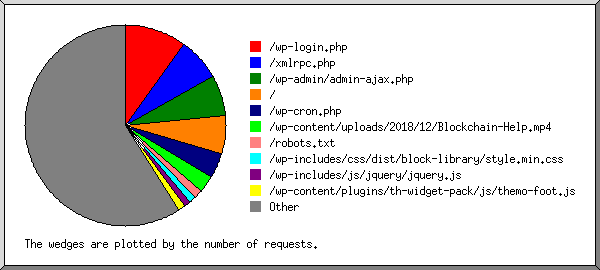 /wp-login.php
/xmlrpc.php
/wp-admin/admin-ajax.php
/
/wp-cron.php
/wp-content/uploads/2018/12/Blockchain-Help.mp4
/robots.txt
/wp-includes/css/dist/block-library/style.min.css
/wp-includes/js/jquery/jquery.js
/wp-content/plugins/th-widget-pack/js/themo-foot.js
Other
The wedges are plotted by the number of requests.